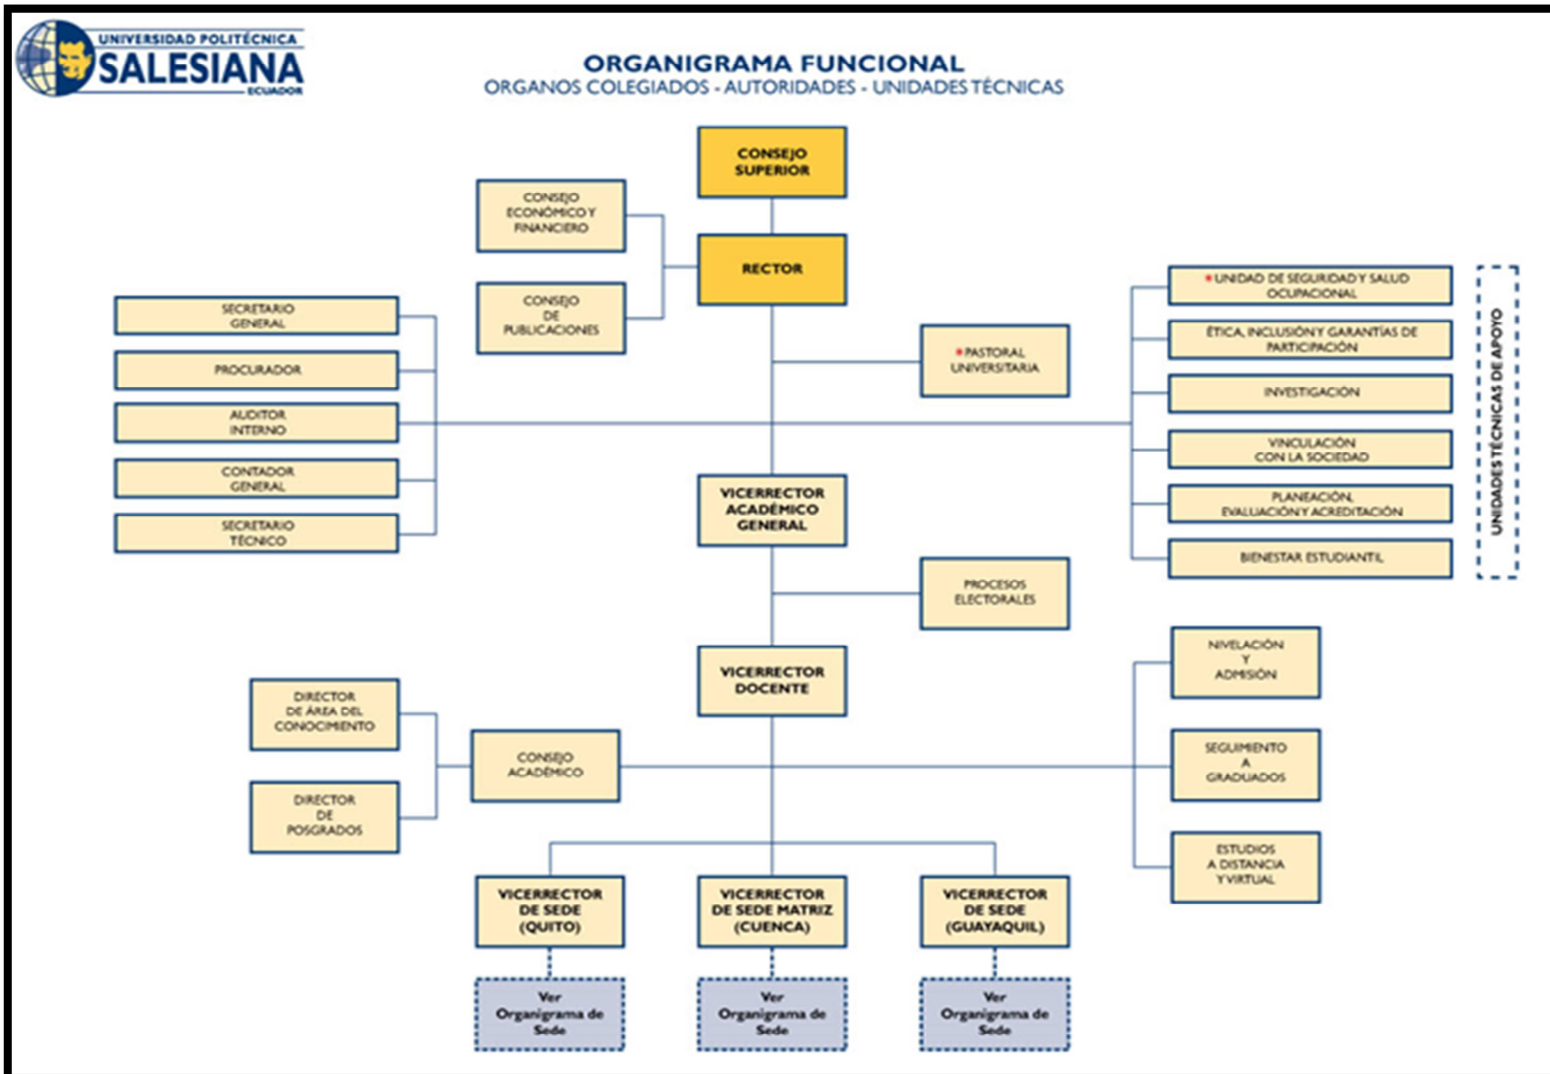 UNIVERSIDAD POLITÉCNICA
SALESIANA
ECUADOR
ORGANIGRAMA FUNCIONAL
ORGANOS COLEGIADOS - AUTORIDADES - UNIDADES TÉCNICAS
CONSEJO
SUPERIOR
CONSEJO
ECONÓMICO Y
FINANCIERO
RECTOR
CONSEJO
DE
PUBLICACIONES
SECRETARIO
GENERAL
PROCURADOR
AUDITOR
INTERNO
CONTADOR
GENERAL
SECRETARIO
TÉCNICO
*PASTORAL
UNIVERSITARIA
*UNIDAD DE SEGURIDAD Y SALUD
OCUPACIONAL
ÉTICA, INCLUSIÓN Y GARANTÍAS DE
PARTICIPACIÓN
INVESTIGACIÓN
VINCULACIÓN
CON LA SOCIEDAD
PLANEACIÓN,
EVALUACIÓN Y ACREDITACIÓN
BIENESTAR ESTUDIANTIL
UNIDADES TÉCNICAS DE APOYO
VICERRECTOR
ACADÉMICO
GENERAL
PROCESOS
ELECTORALES
VICERRECTOR
DOCENTE
DIRECTOR
DE ÁREA DEL
CONOCIMIENTO
DIRECTOR
DE
POSGRADOS
CONSEJO
ACADÉMICO
NIVELACIÓN
Y
ADMISIÓN
SEGUIMIENTO
A
GRADUADOS
ESTUDIOS
A DISTANCIA
Y VIRTUAL
VICERRECTOR
DE SEDE
(QUITO)
VICERRECTOR
DE SEDE MATRIZ
(CUENCA)
VICERRECTOR
DE SEDE
(GUAYAQUIL)
Ver
Organigrama de
Sede
Ver
Organigrama de
Sede
Ver
Organigrama de
Sede